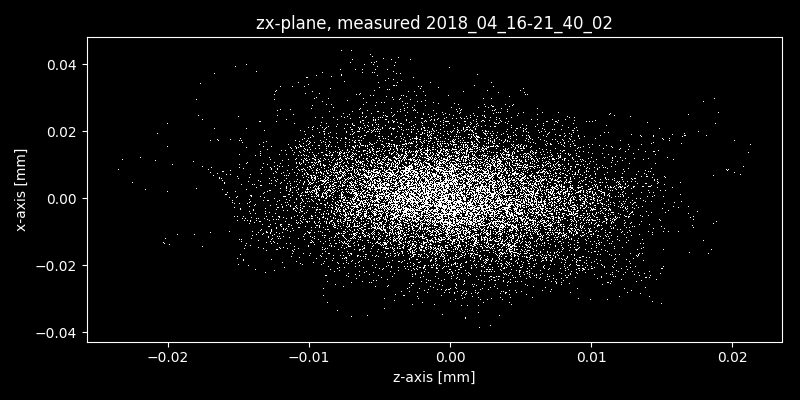 zx-plane, measured 2018_04_16-21_40_02
0.04
0.02
0.00
−0.02
−0.04
x-axis [mm]
−0.02 −0.01 0.00 0.01 0.02
z-axis [mm]